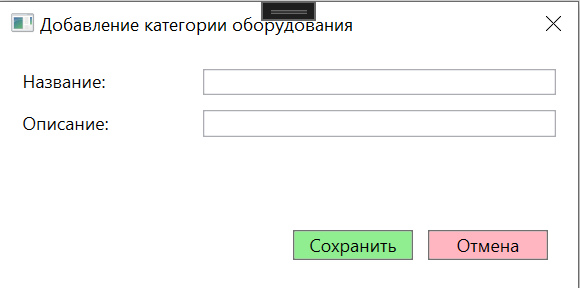 Добавление категории оборудования
Название:
Описание:
Сохранить Отмена